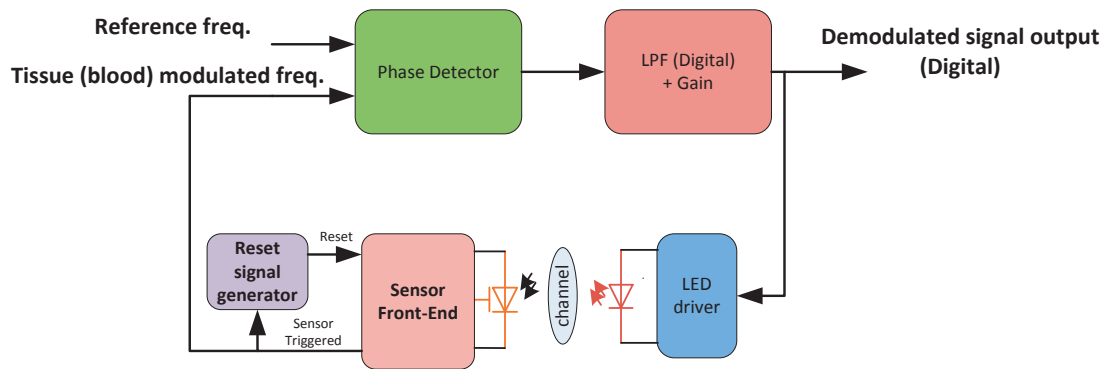 Reference freq.
Tissue (blood) modulated freq.
Phase Detector
LPF (Digital)
+ Gain
Demodulated signal output
(Digital)
Reset
signal
generator
Reset
Sensor
Triggered
Sensor
Front-End
channel
LED
driver